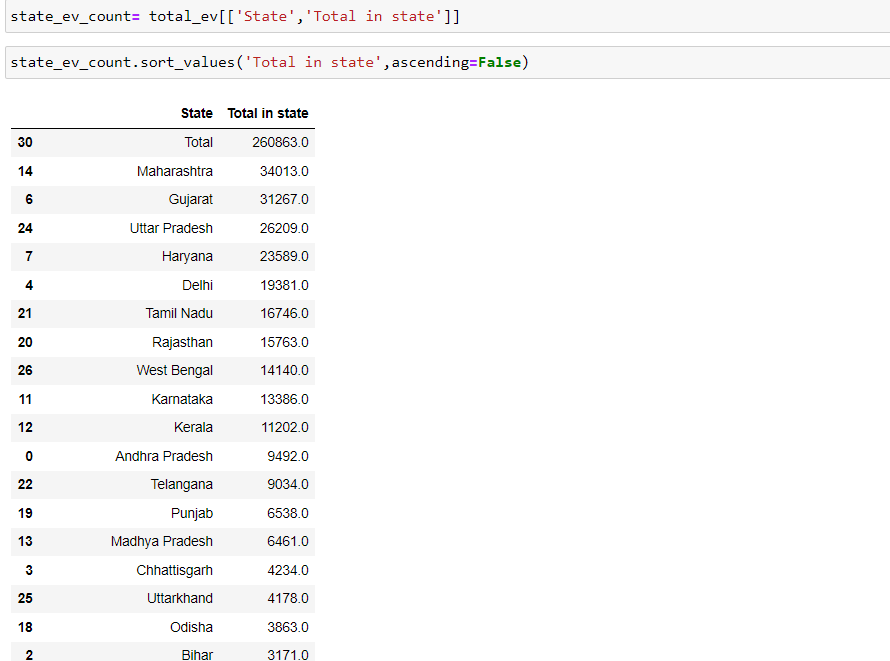 state_ev_count= total_ev[['State','Total in state']]
state_ev_count.sort_values('Total in state',ascending=False)
State Total in state
30 Total 260863.0
14 Maharashtra 34013.0
6 Gujarat 31267.0
24 Uttar Pradesh 26209.0
7 Haryana 23589.0
4 Delhi 19381.0
21 Tamil Nadu 16746.0
20 Rajasthan 15763.0
26 West Bengal 14140.0
11 Karnataka 13386.0
12 Kerala 11202.0
0 Andhra Pradesh 9492.0
22 Telangana 9034.0
19 Punjab 6538.0
13 Madhya Pradesh 6461.0
3 Chhattisgarh 4234.0
25 Uttarkhand 4178.0
18 Odisha 3863.0
2 Bihar 3171.0